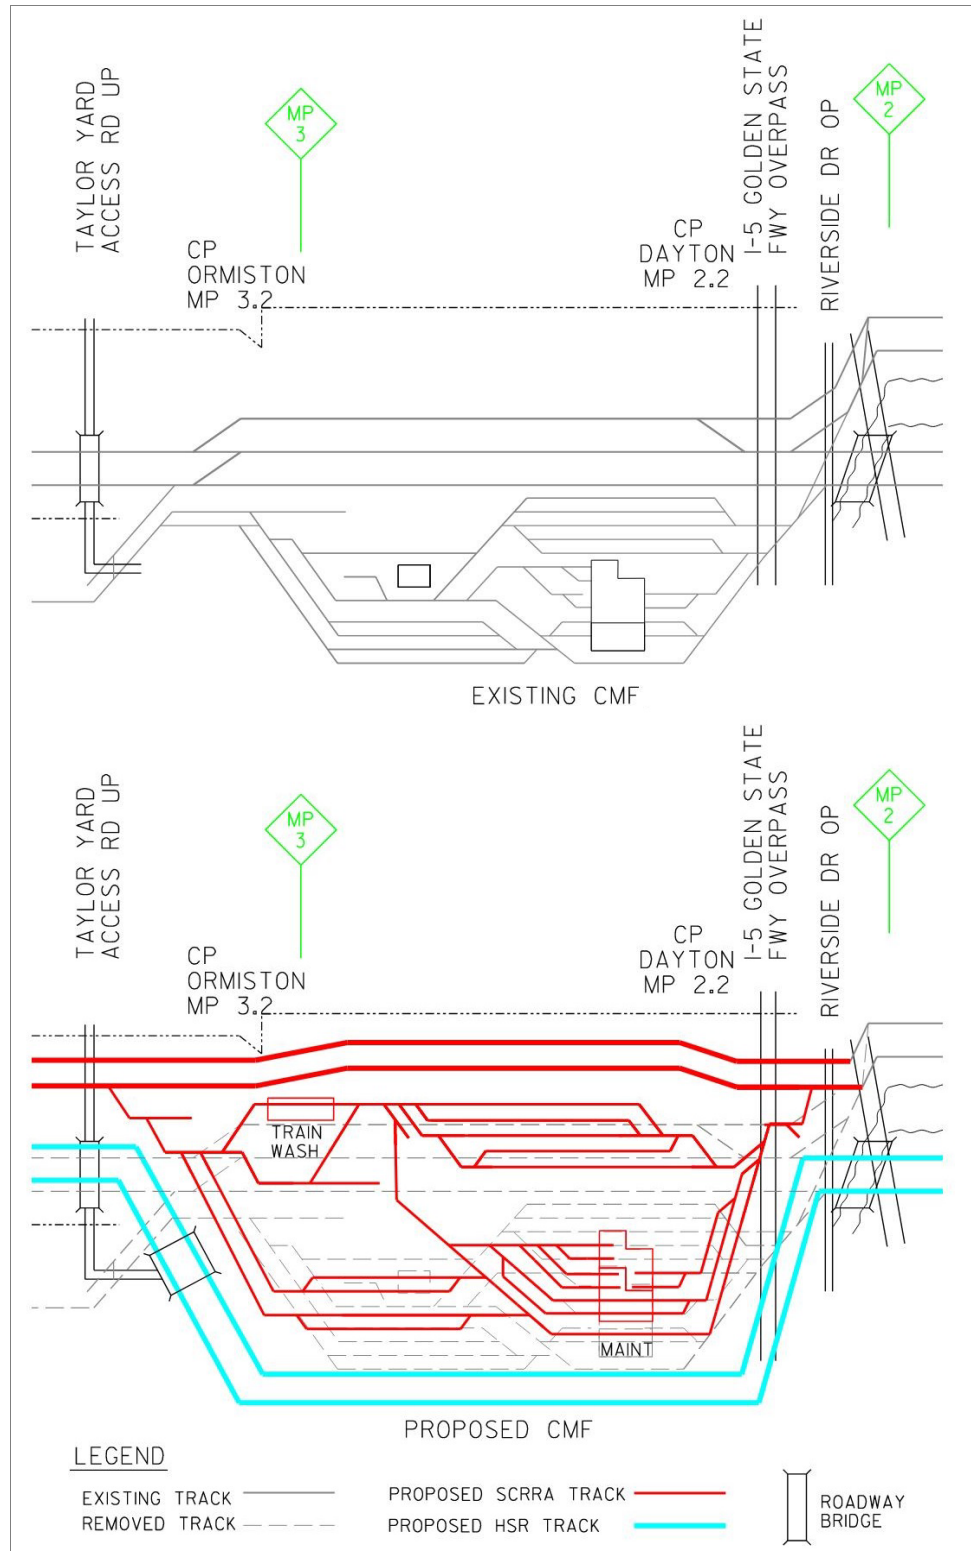 TAYLOR YARD
ACCESS RD UP
MP
3
CP
ORMISTON
MP 3.2
CP
DAYTON
MP 2.2
I-5 GOLDEN STATE
FWY OVERPASS
RIVERSIDE DR OP
MP
2
EXISTING CMF
TAYLOR YARD
ACCESS RD UP
MP
3
CP
ORMISTON
MP 3.2
CP
DAYTON
MP 2.2
I-5 GOLDEN STATE
FWY OVERPASS
RIVERSIDE DR OP
MP
2
TRAIN
WASH
MAINT
PROPOSED CMF
LEGEND
EXISTING TRACK
REMOVED TRACK
PROPOSED SCRRA TRACK
PROPOSED HSR TRACK
ROADWAY
BRIDGE